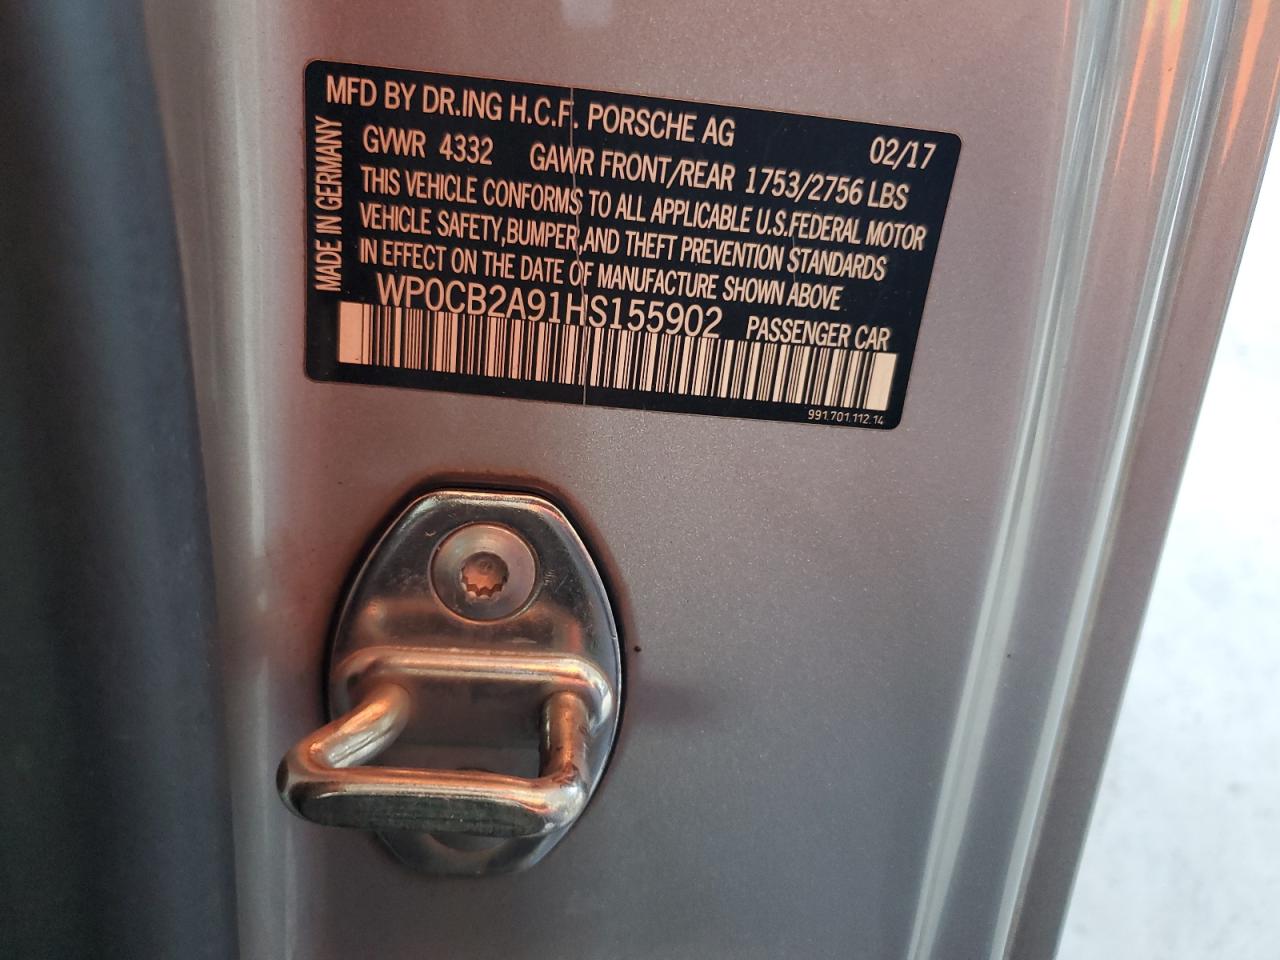 MFD BY DR.ING H.C.F. PORSCHE AG 02/17
GVWR 4332 GAWR FRONT/REAR 1753/2756 LBS
THIS VEHICLE CONFORMS TO ALL APPLICABLE U.S.FEDERAL MOTOR
VEHICLE SAFETY,BUMPER,AND THEFT PREVENTION STANDARDS
IN EFFECT ON THE DATE OF MANUFACTURE SHOWN ABOVE
WP0CB2A91HS155902 PASSENGER CAR
991.701.112.14
MADE IN GERMANY